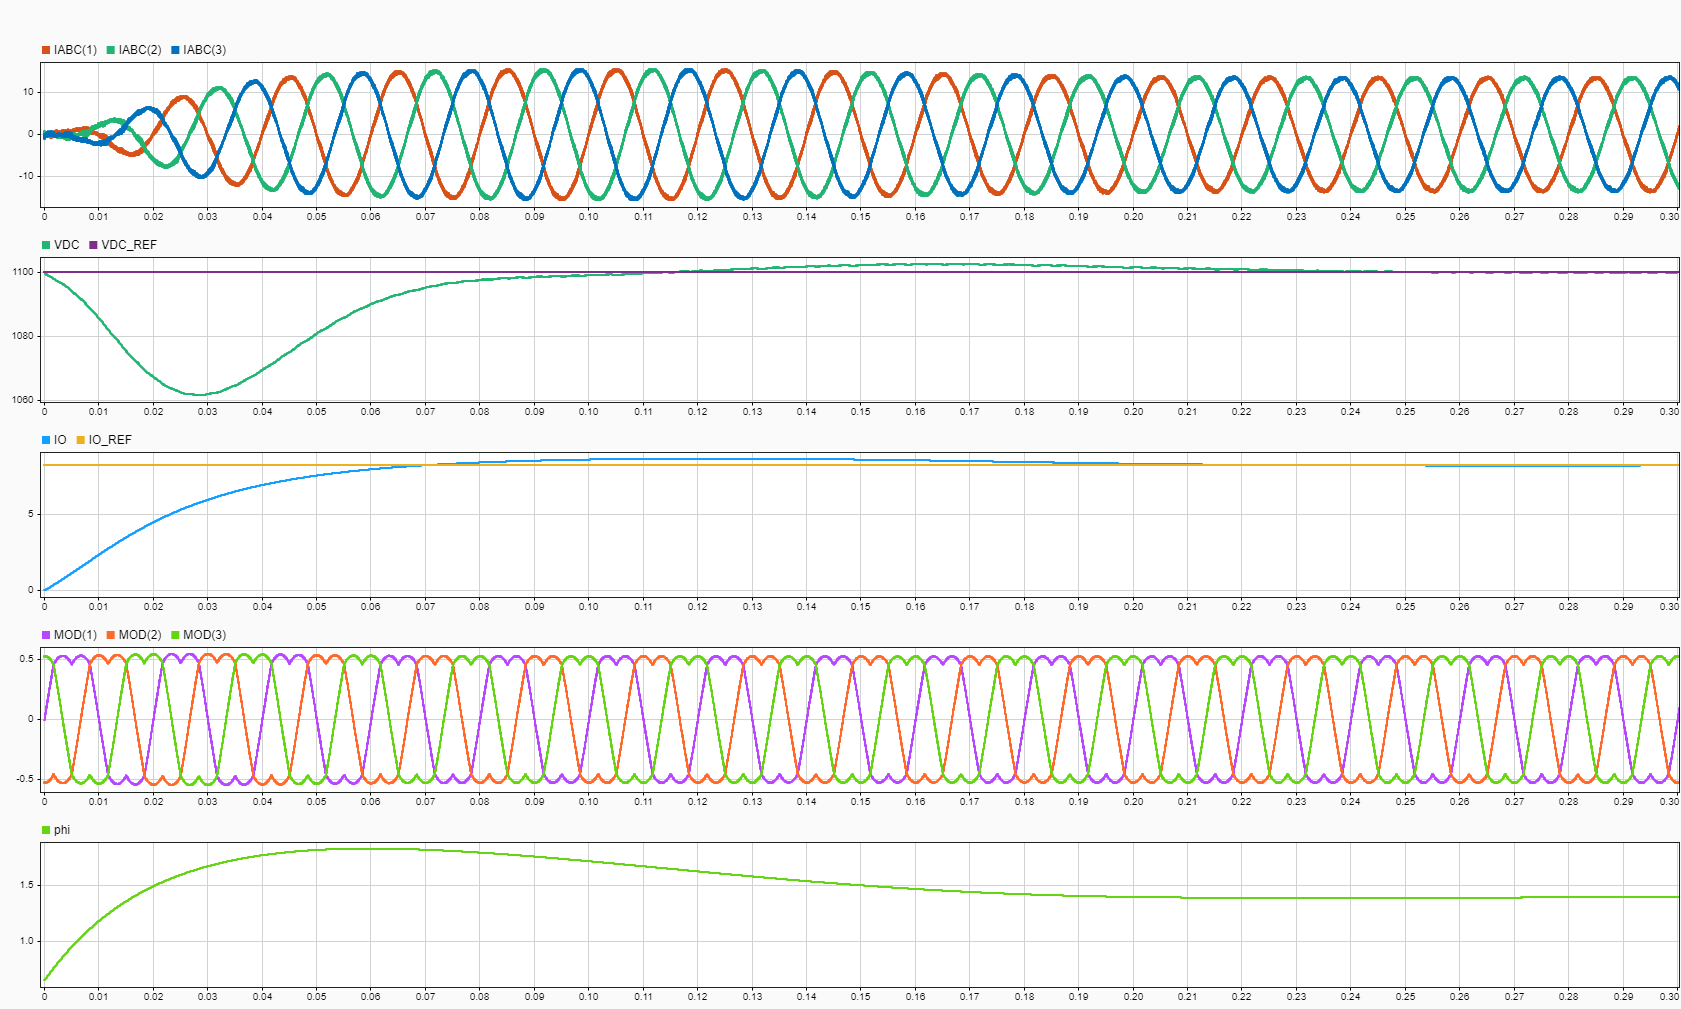 IABC(1) IABC(2) IABC(3)
10
0
-10
0 0.01 0.02 0.03 0.04 0.05 0.06 0.07 0.08 0.09 0.10 0.11 0.12 0.13 0.14 0.15 0.16 0.17 0.18 0.19 0.20 0.21 0.22 0.23 0.24 0.25 0.26 0.27 0.28 0.29 0.30
VDC VDC_REF
1100
1080
1060
0 0.01 0.02 0.03 0.04 0.05 0.06 0.07 0.08 0.09 0.10 0.11 0.12 0.13 0.14 0.15 0.16 0.17 0.18 0.19 0.20 0.21 0.22 0.23 0.24 0.25 0.26 0.27 0.28 0.29 0.30
IO IO_REF
5
0
0 0.01 0.02 0.03 0.04 0.05 0.06 0.07 0.08 0.09 0.10 0.11 0.12 0.13 0.14 0.15 0.16 0.17 0.18 0.19 0.20 0.21 0.22 0.23 0.24 0.25 0.26 0.27 0.28 0.29 0.30
MOD(1) MOD(2) MOD(3)
0.5
0
-0.5
0 0.01 0.02 0.03 0.04 0.05 0.06 0.07 0.08 0.09 0.10 0.11 0.12 0.13 0.14 0.15 0.16 0.17 0.18 0.19 0.20 0.21 0.22 0.23 0.24 0.25 0.26 0.27 0.28 0.29 0.30
phi
1.5
1.0
0 0.01 0.02 0.03 0.04 0.05 0.06 0.07 0.08 0.09 0.10 0.11 0.12 0.13 0.14 0.15 0.16 0.17 0.18 0.19 0.20 0.21 0.22 0.23 0.24 0.25 0.26 0.27 0.28 0.29 0.30